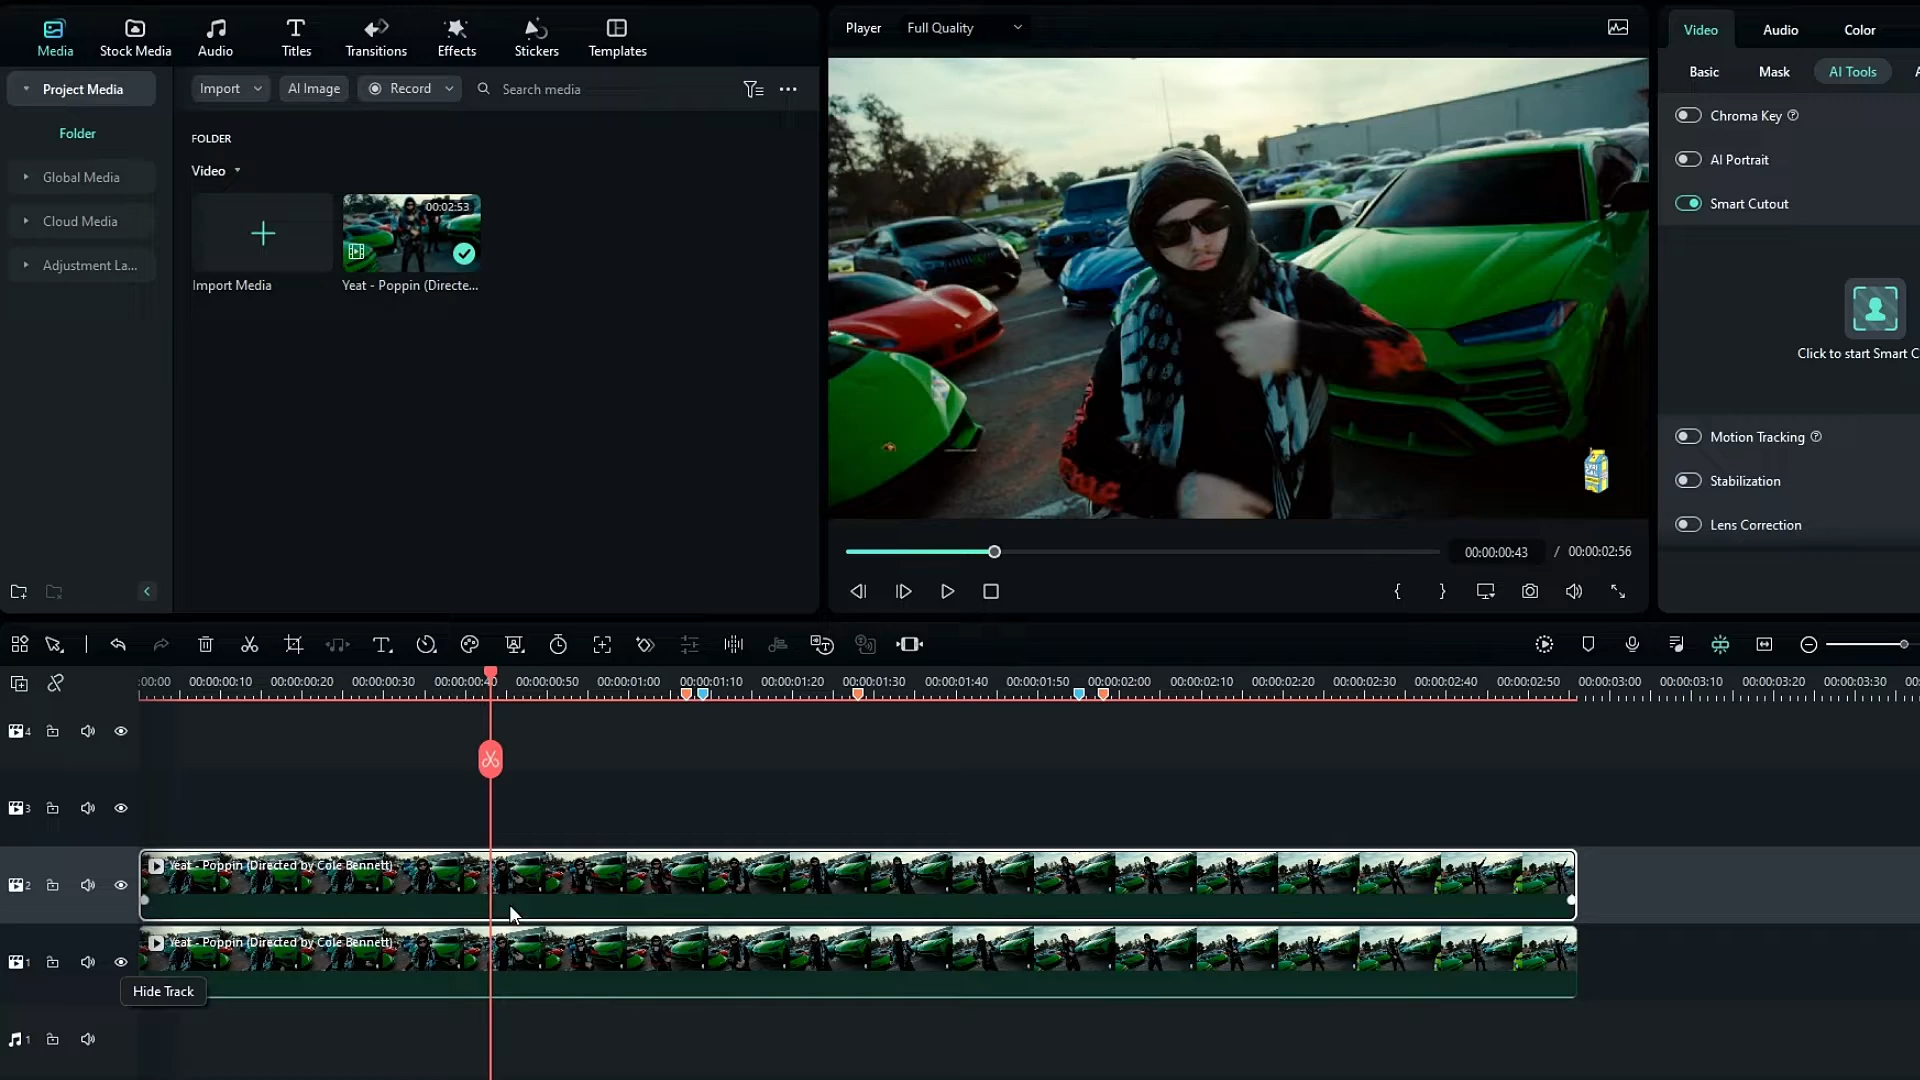 Media
Stock Media
Audio
Titles
Transitions
Effects
Stickers
Templates
Player
Full Quality
Video
Audio
Color
Project Media
Import
AI Image
Record
Search media
Basic
Mask
AI Tools
Folder
FOLDER
Chroma Key
Global Media
Video
AI Portrait
Cloud Media
00:02:53
Smart Cutout
Adjustment La...
Import Media
Yeat - Poppin (Directe...
Click to start Smart C
Motion Tracking
Stabilization
Lens Correction
00:00:00:43 / 00:00:02:56
:00:00 00:00:00:10 00:00:00:20 00:00:00:30 00:00:00:40 00:00:00:50 00:00:01:00 00:00:01:10 00:00:01:20 00:00:01:30 00:00:01:40 00:00:01:50 00:00:02:00 00:00:02:10 00:00:02:20 00:00:02:30 00:00:02:40 00:00:02:50 00:00:03:00 00:00:03:10 00:00:03:20 00:00:03:30 00:
4
3
Yeat - Poppin (Directed by Cole Bennett)
2
Yeat - Poppin (Directed by Cole Bennett)
1
Hide Track
1